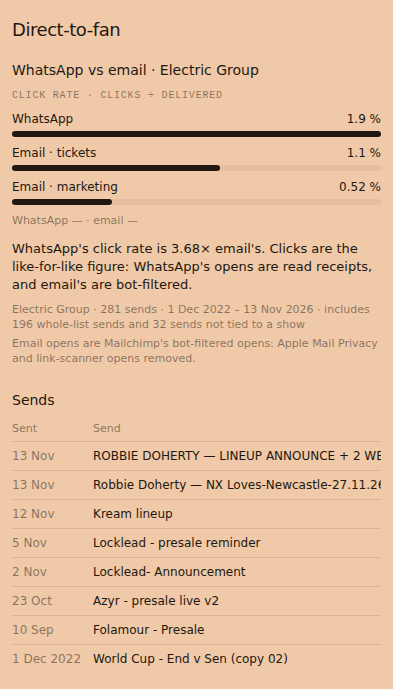 Direct-to-fan
WhatsApp vs email · Electric Group
CLICK RATE · CLICKS ÷ DELIVERED
WhatsApp 1.9 %
Email · tickets 1.1 %
Email · marketing 0.52 %
WhatsApp — · email —
WhatsApp's click rate is 3.68× email's. Clicks are the
like-for-like figure: WhatsApp's opens are read receipts,
and email's are bot-filtered.
Electric Group · 281 sends · 1 Dec 2022 – 13 Nov 2026 · includes
196 whole-list sends and 32 sends not tied to a show
Email opens are Mailchimp's bot-filtered opens: Apple Mail Privacy
and link-scanner opens removed.
Sends
Sent Send
13 Nov ROBBIE DOHERTY — LINEUP ANNOUNCE + 2 WE
13 Nov Robbie Doherty — NX Loves-Newcastle-27.11.26
12 Nov Kream lineup
5 Nov Locklead - presale reminder
2 Nov Locklead- Announcement
23 Oct Azyr - presale live v2
10 Sep Folamour - Presale
1 Dec 2022 World Cup - End v Sen (copy 02)